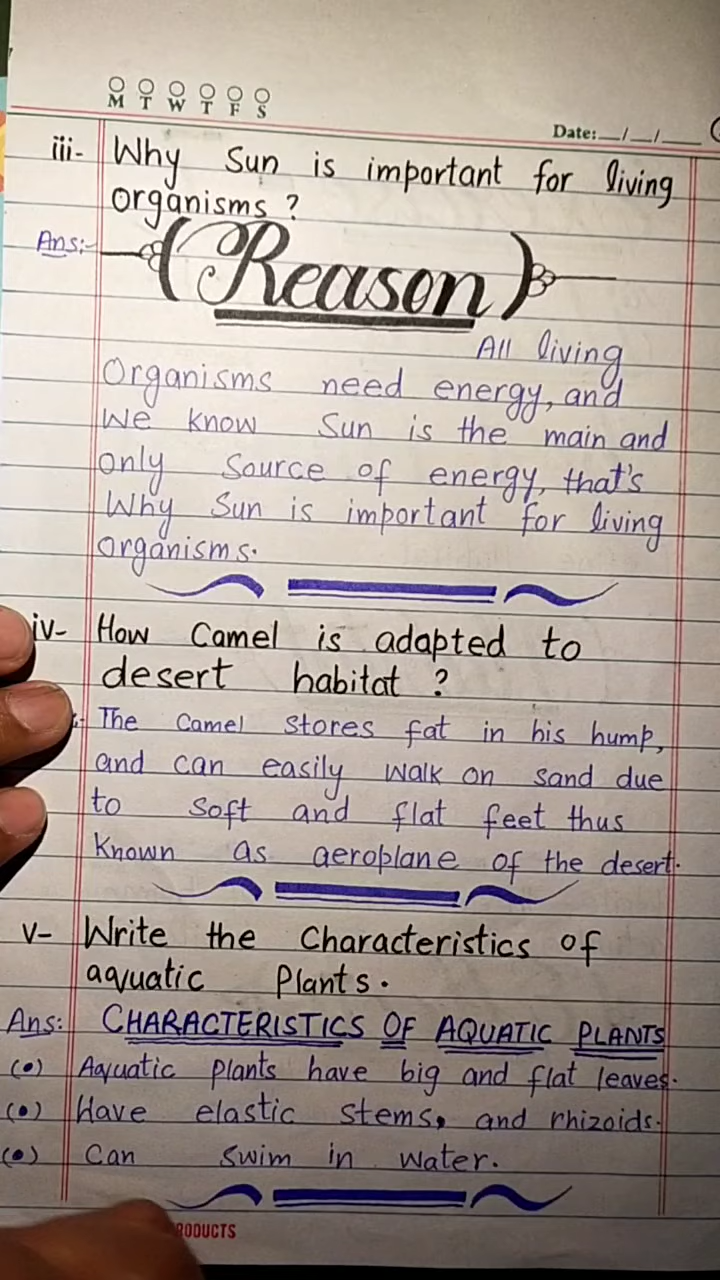 M T W T F S
Date:__/__/__
iii- Why Sun is important for living
organisms ?
Ans:- (Reason)
All living
Organisms need energy, and
We know Sun is the main and
only Source of energy, that's
Why Sun is important for living
organisms.
iv- How Camel is adapted to
desert habitat ?
The Camel stores fat in his hump,
and can easily walk on sand due
to soft and flat feet thus
Known as aeroplane of the desert.
v- Write the Characteristics of
aquatic Plants.
Ans: CHARACTERISTICS OF AQUATIC PLANTS
(•) Aquatic plants have big and flat leaves.
(•) Have elastic stems, and rhizoids.
(•) Can swim in water.
RODUCTS